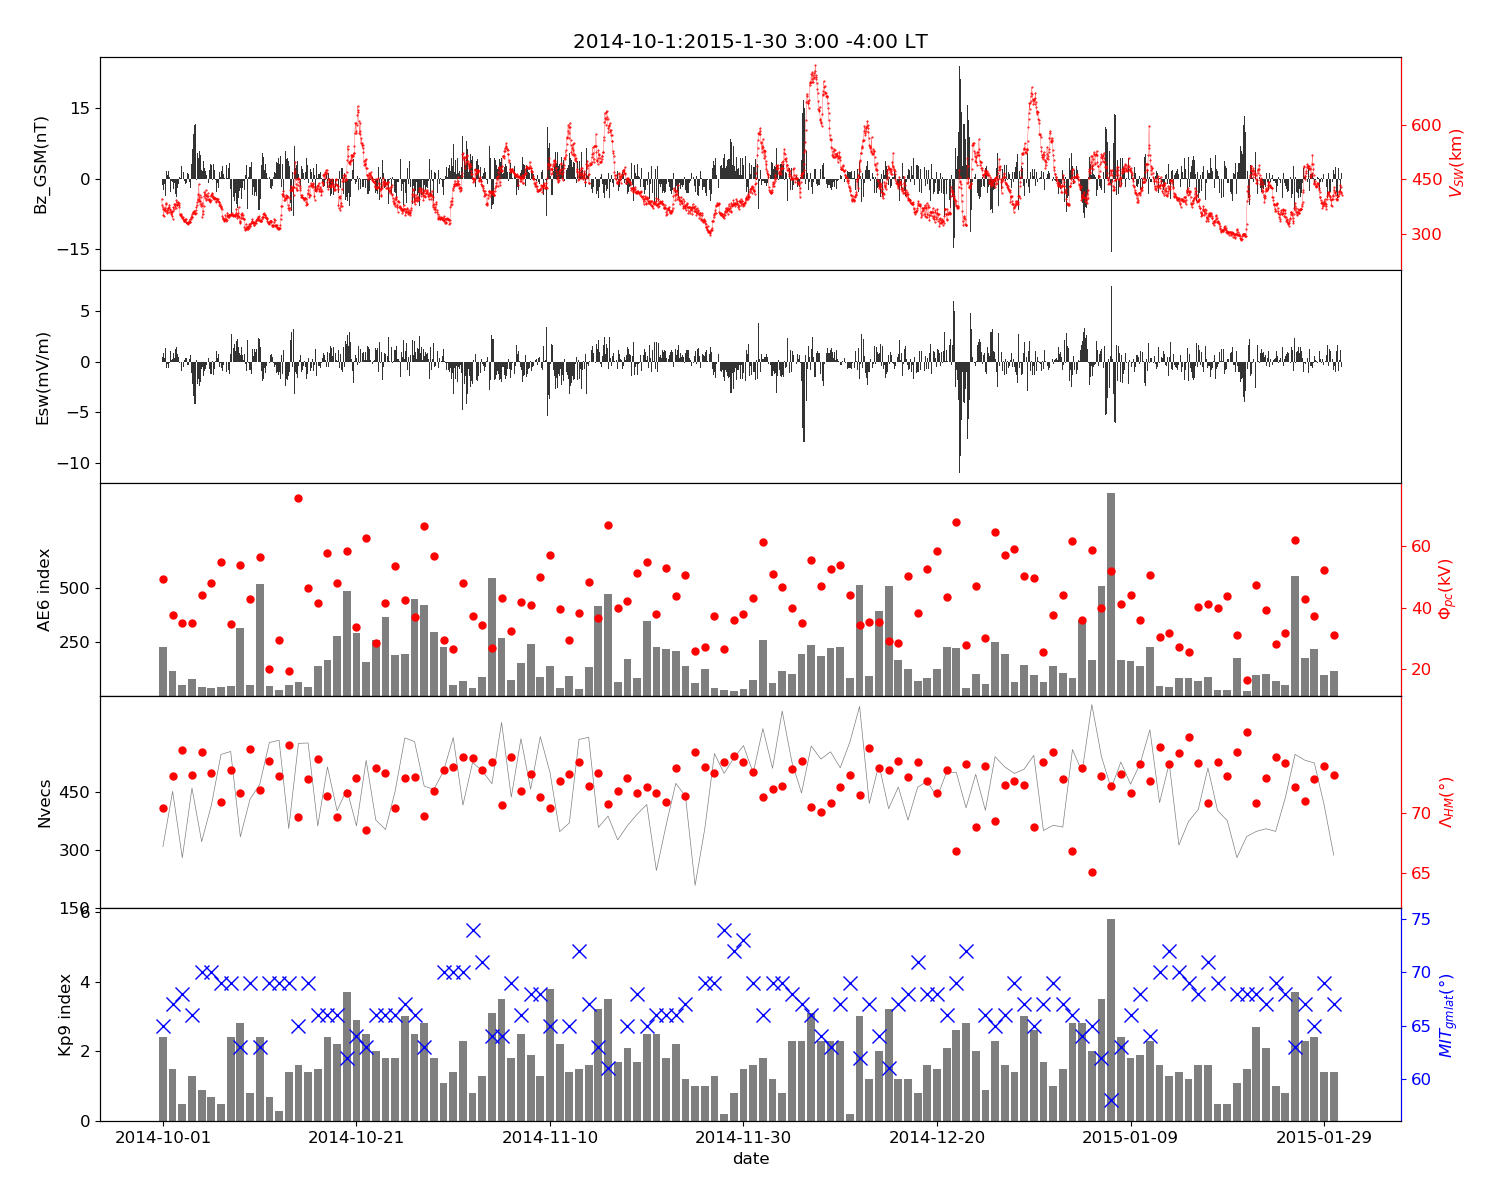 2014-10-1:2015-1-30 3:00 -4:00 LT
Bz_GSM(nT)
15
0
−15
600
450
300
V_SW(km)
Esw(mV/m)
5
0
−5
−10
AE6 index
500
250
60
40
20
Φ_pc(kV)
Nvecs
450
300
150
70
65
Λ_HM(°)
Kp9 index
6
4
2
0
75
70
65
60
MIT_gmlat(°)
2014-10-01 2014-10-21 2014-11-10 2014-11-30 2014-12-20 2015-01-09 2015-01-29
date